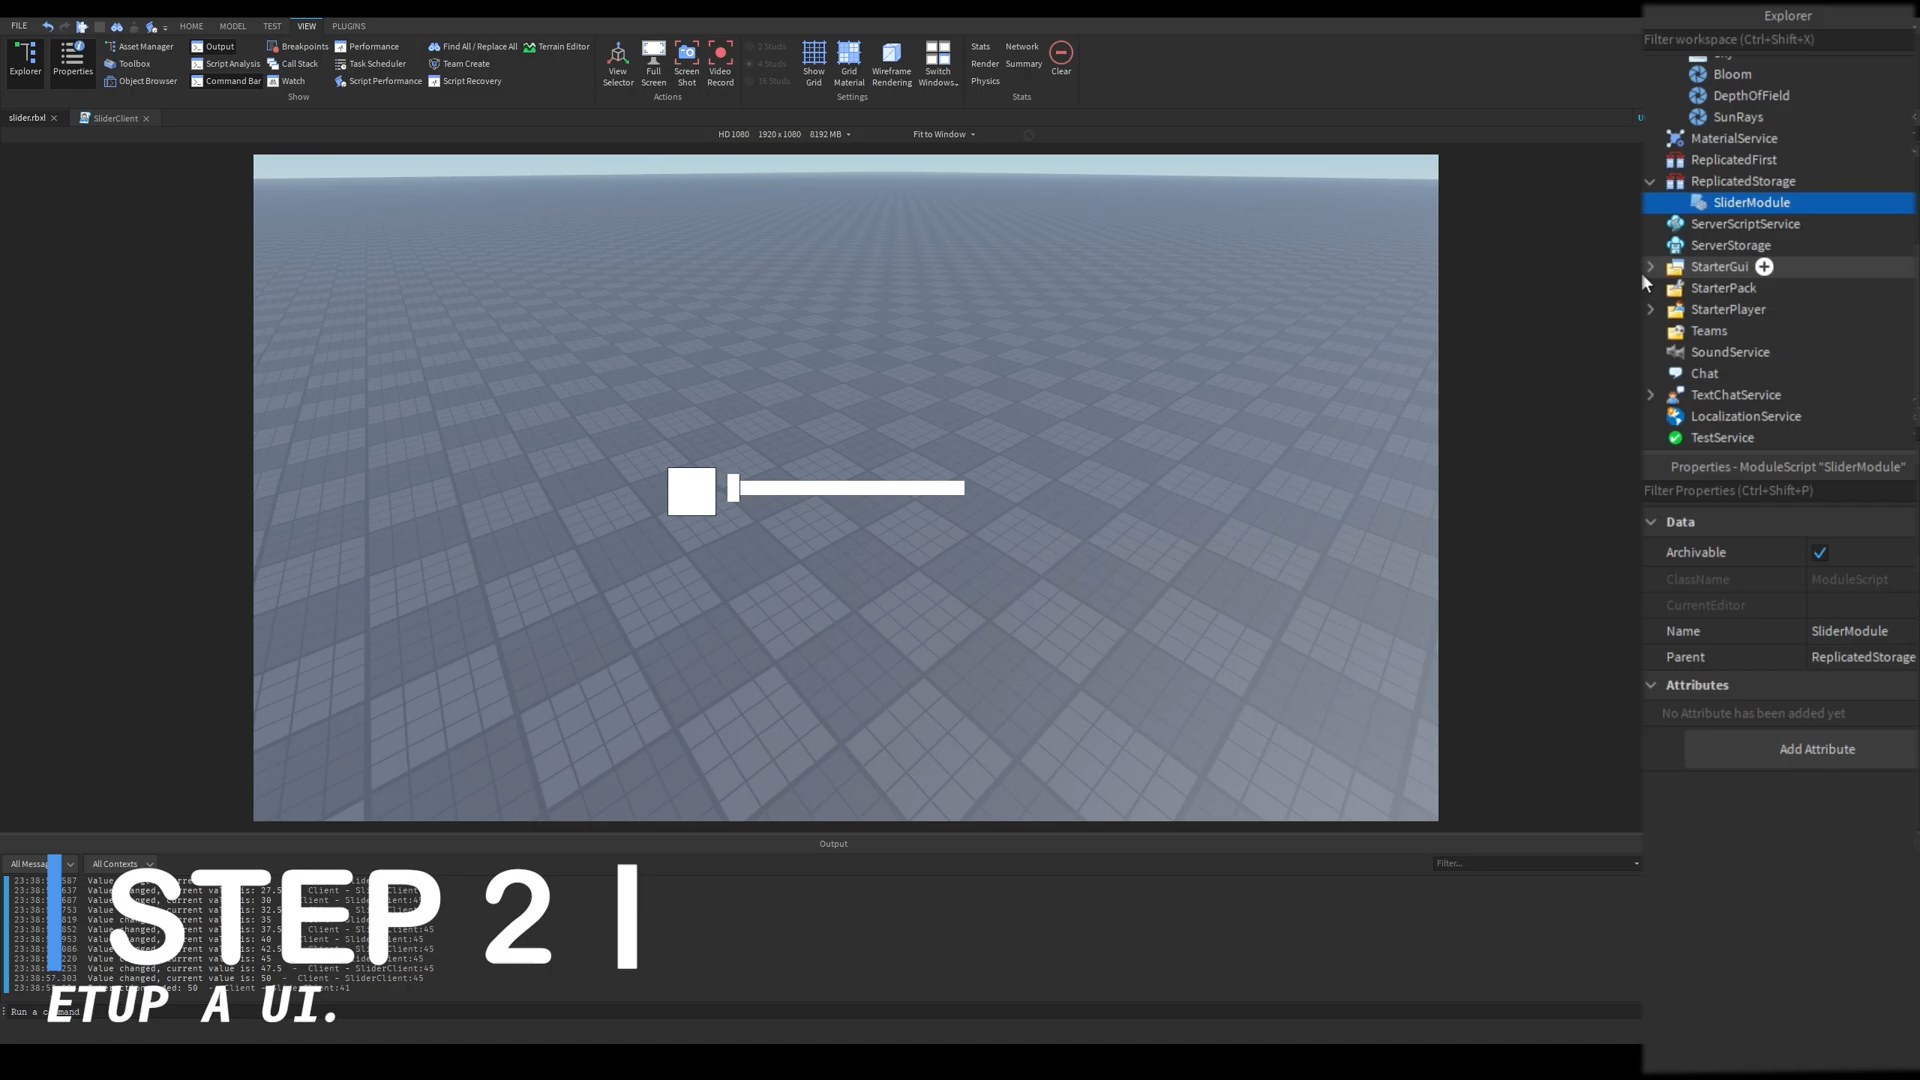 FILE HOME MODEL TEST VIEW PLUGINS
Explorer
Properties
Asset Manager
Toolbox
Object Browser
Output
Script Analysis
Command Bar
Breakpoints
Call Stack
Watch
Performance
Task Scheduler
Script Performance
Find All / Replace All
Team Create
Script Recovery
Terrain Editor
Show
View Selector
Full Screen
Screen Shot
Video Record
Actions
2 Studs
4 Studs
16 Studs
Show Grid
Grid Material
Wireframe Rendering
Switch Windows
Settings
Stats
Render
Physics
Network
Summary
Clear
Stats
slider.rbxl
SliderClient
HD 1080 1920 x 1080 8192 MB
Fit to Window
Explorer
Filter workspace (Ctrl+Shift+X)
Bloom
DepthOfField
SunRays
MaterialService
ReplicatedFirst
ReplicatedStorage
SliderModule
ServerScriptService
ServerStorage
StarterGui
StarterPack
StarterPlayer
Teams
SoundService
Chat
TextChatService
LocalizationService
TestService
Properties - ModuleScript "SliderModule"
Filter Properties (Ctrl+Shift+P)
Data
Archivable
ClassName ModuleScript
CurrentEditor
Name SliderModule
Parent ReplicatedStorage
Attributes
No Attribute has been added yet
Add Attribute
Output
All Contexts
Filter...
STEP 2 |
ETUP A UI.